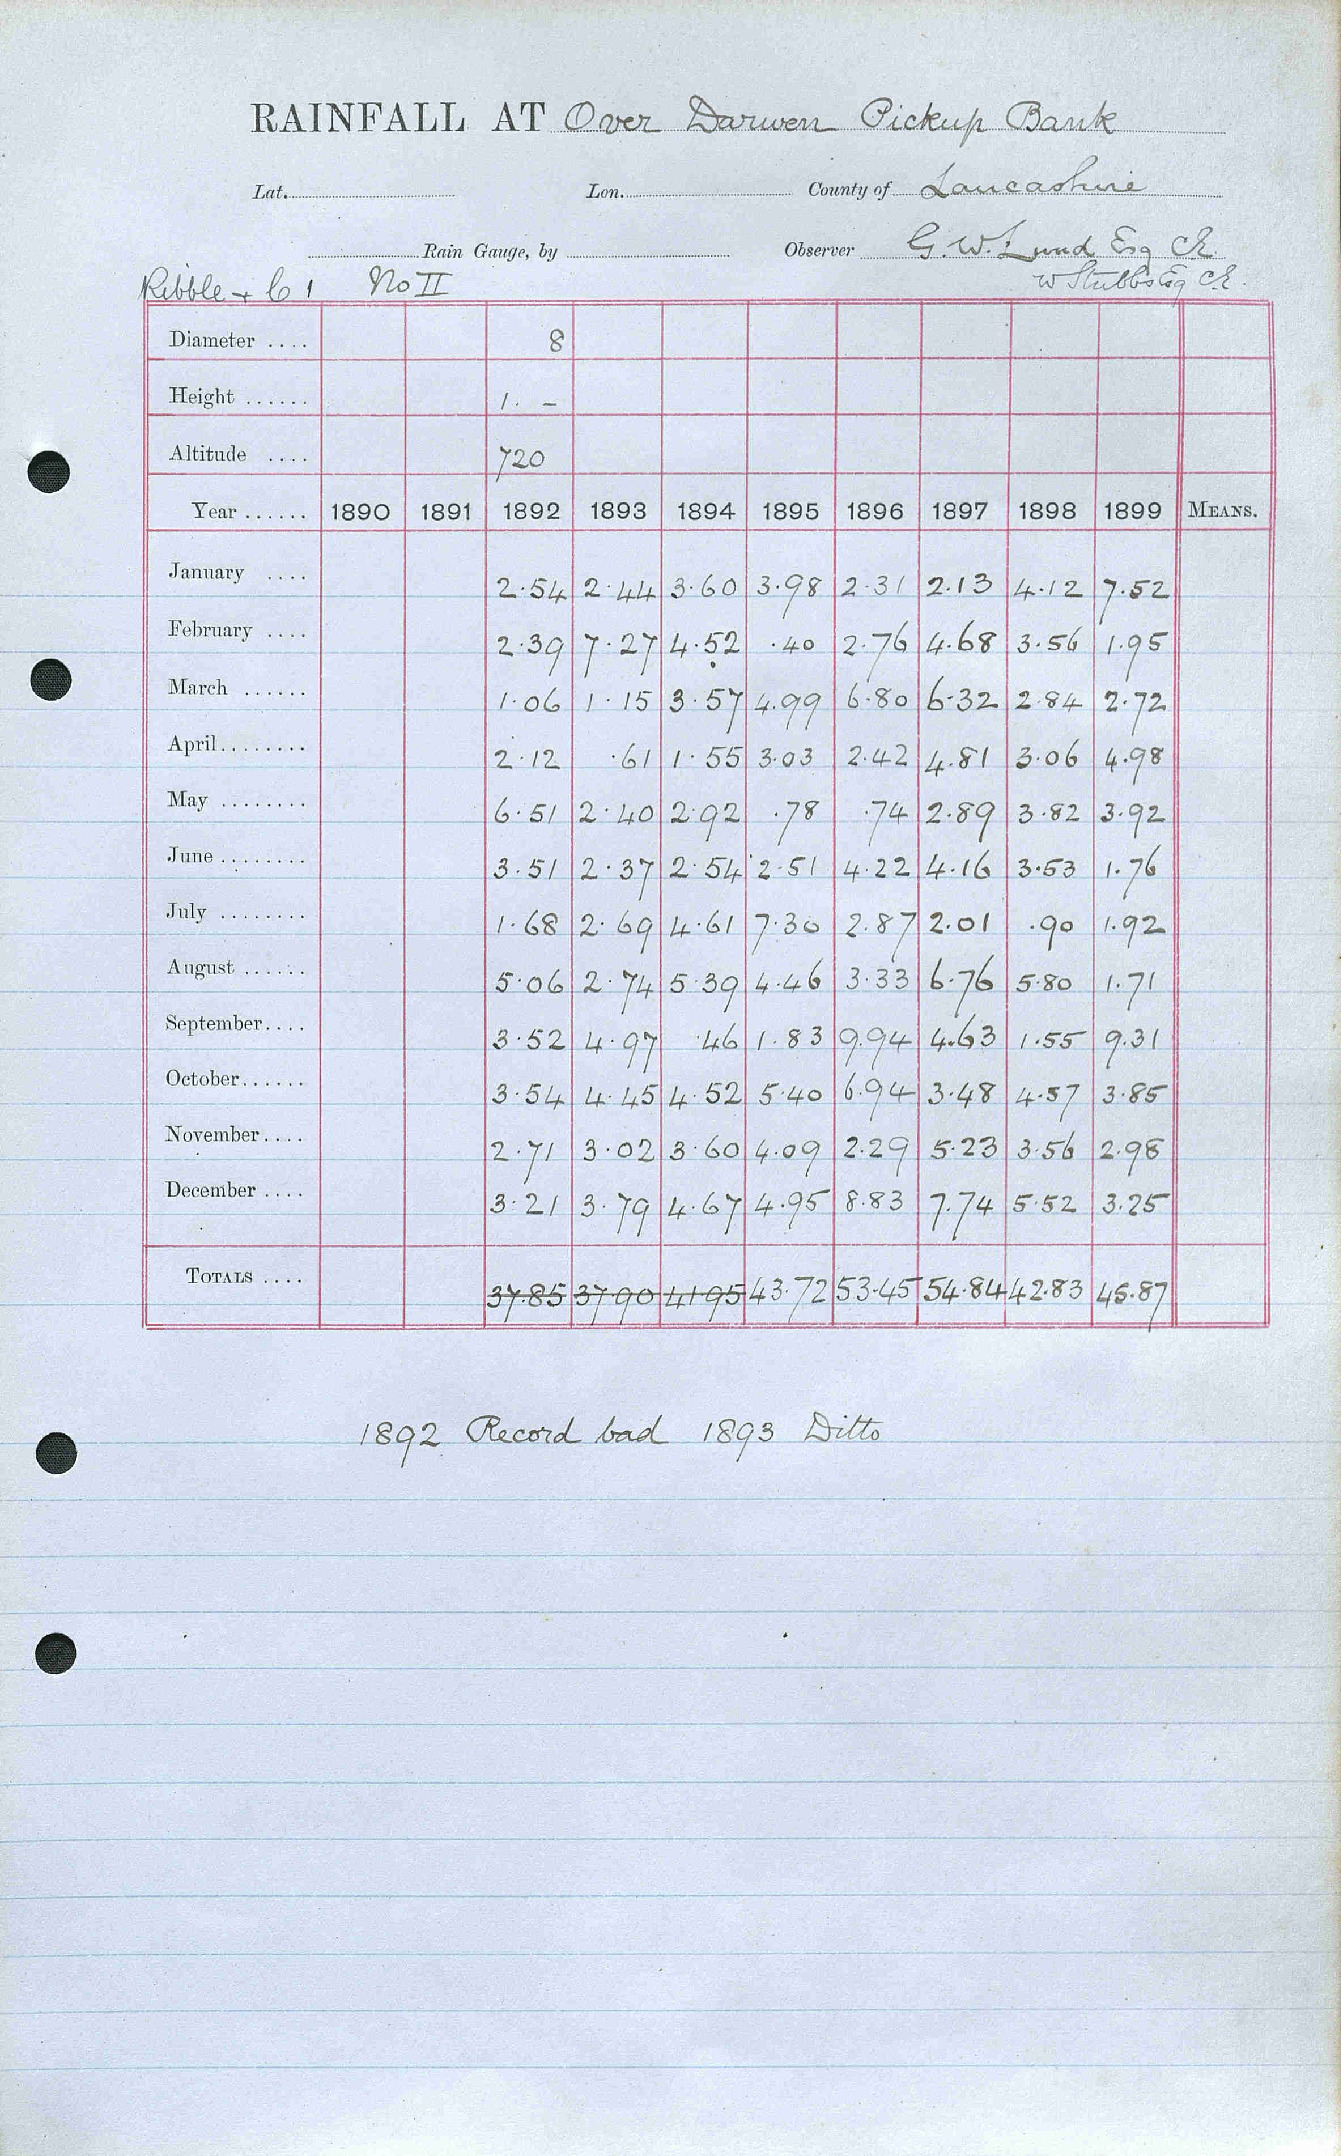 RAINFALL AT Over Darwen Pickup Bank
Lat. Lon. County of Lancashire
Rain Gauge, by Observer G. W. Lund Esq CE
Ribble + C 1 No II W Stubbs Esq CE.
Diameter .... 8
Height ...... 1. –
Altitude .... 720
Year ...... 1890 1891 1892 1893 1894 1895 1896 1897 1898 1899 MEANS.
January .... 2.54 2.44 3.60 3.98 2.31 2.13 4.12 7.52
February .... 2.39 7.27 4.52 .40 2.76 4.68 3.56 1.95
March ...... 1.06 1.15 3.57 4.99 6.80 6.32 2.84 2.72
April........ 2.12 .61 1.55 3.03 2.42 4.81 3.06 4.98
May ........ 6.51 2.40 2.92 .78 .74 2.89 3.82 3.92
June ........ 3.51 2.37 2.54 2.51 4.22 4.16 3.53 1.76
July ........ 1.68 2.69 4.61 7.30 2.87 2.01 .90 1.92
August ...... 5.06 2.74 5.39 4.46 3.33 6.76 5.80 1.71
September.... 3.52 4.97 .46 1.83 9.94 4.63 1.55 9.31
October...... 3.54 4.45 4.52 5.40 6.94 3.48 4.57 3.85
November.... 2.71 3.02 3.60 4.09 2.29 5.23 3.56 2.98
December .... 3.21 3.79 4.67 4.95 8.83 7.74 5.52 3.25
TOTALS .... 37.85 37.90 41.95 43.72 53.45 54.84 42.83 45.87
1892 Record bad 1893 Ditto